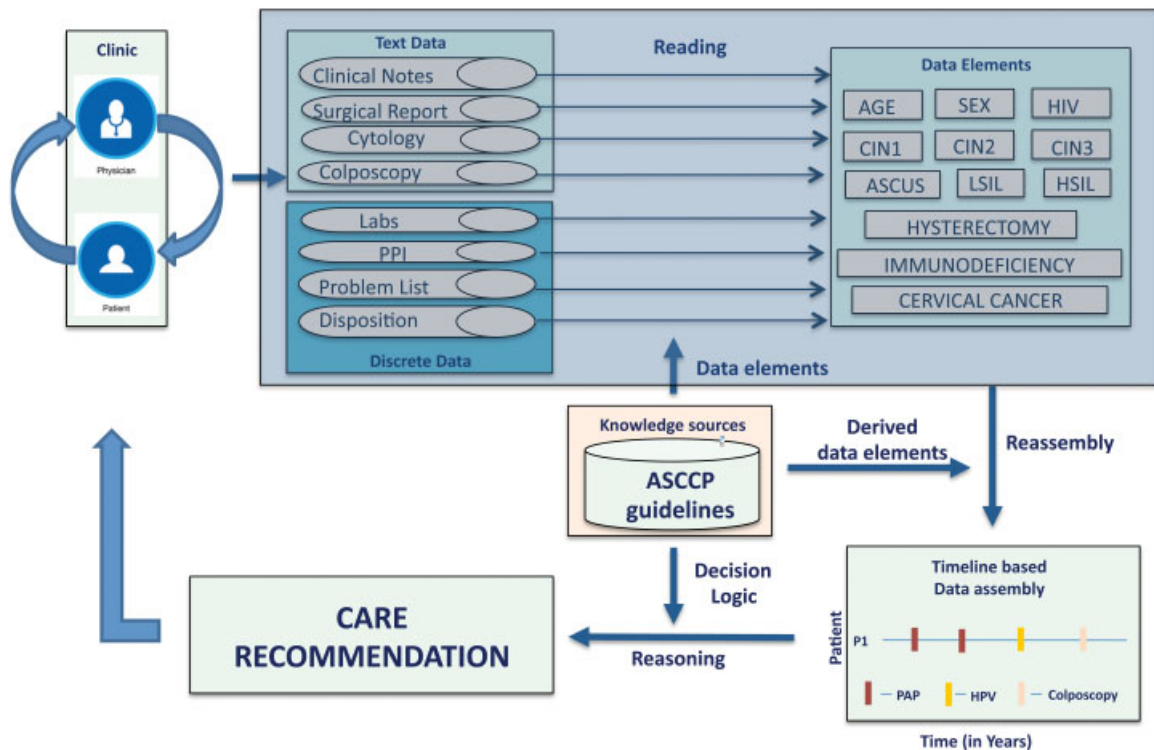 Clinic
Physician
Patient
Text Data
Clinical Notes
Surgical Report
Cytology
Colposcopy
Labs
PPI
Problem List
Disposition
Discrete Data
Reading
Data Elements
AGE SEX HIV
CIN1 CIN2 CIN3
ASCUS LSIL HSIL
HYSTERECTOMY
IMMUNODEFICIENCY
CERVICAL CANCER
Data elements
Knowledge sources
ASCCP
guidelines
Derived
data elements
Reassembly
Decision
Logic
Timeline based
Data assembly
Patient
P1
PAP HPV Colposcopy
Time (in Years)
Reasoning
CARE
RECOMMENDATION